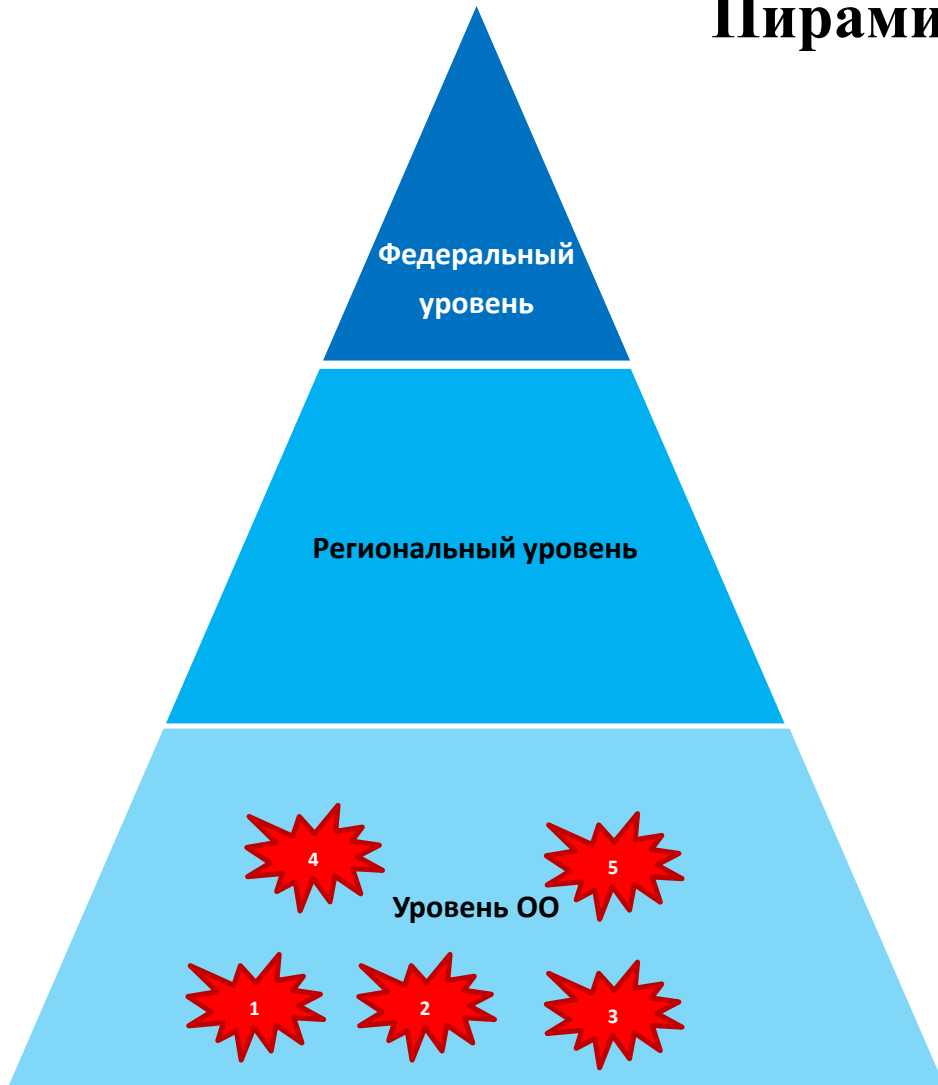 Пирами
Федеральный
уровень
Региональный уровень
4
5
Уровень ОО
1
2
3